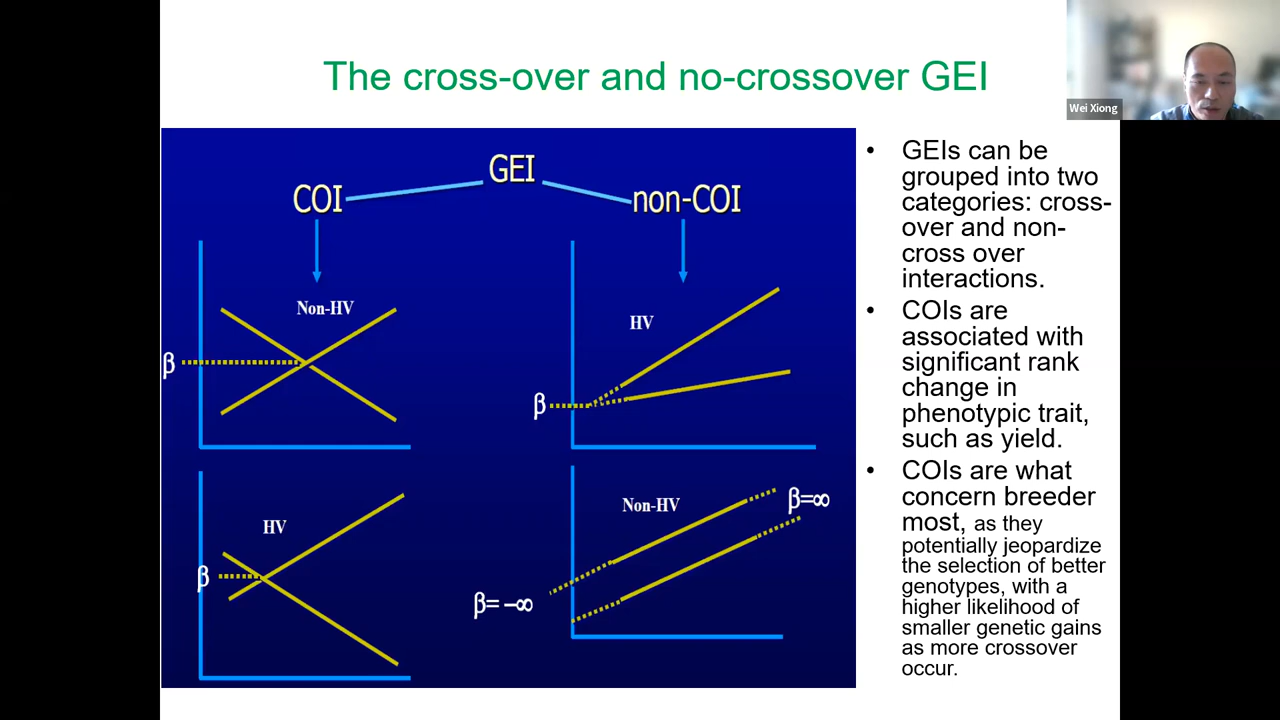 The cross-over and no-crossover GEI
Wei Xiong
GEI
COI
non-COI
Non-HV
β
HV
β
HV
β
Non-HV
β=∞
β= -∞
• GEIs can be
grouped into two
categories: cross-
over and non-
cross over
interactions.
• COIs are
associated with
significant rank
change in
phenotypic trait,
such as yield.
• COIs are what
concern breeder
most, as they
potentially jeopardize
the selection of better
genotypes, with a
higher likelihood of
smaller genetic gains
as more crossover
occur.